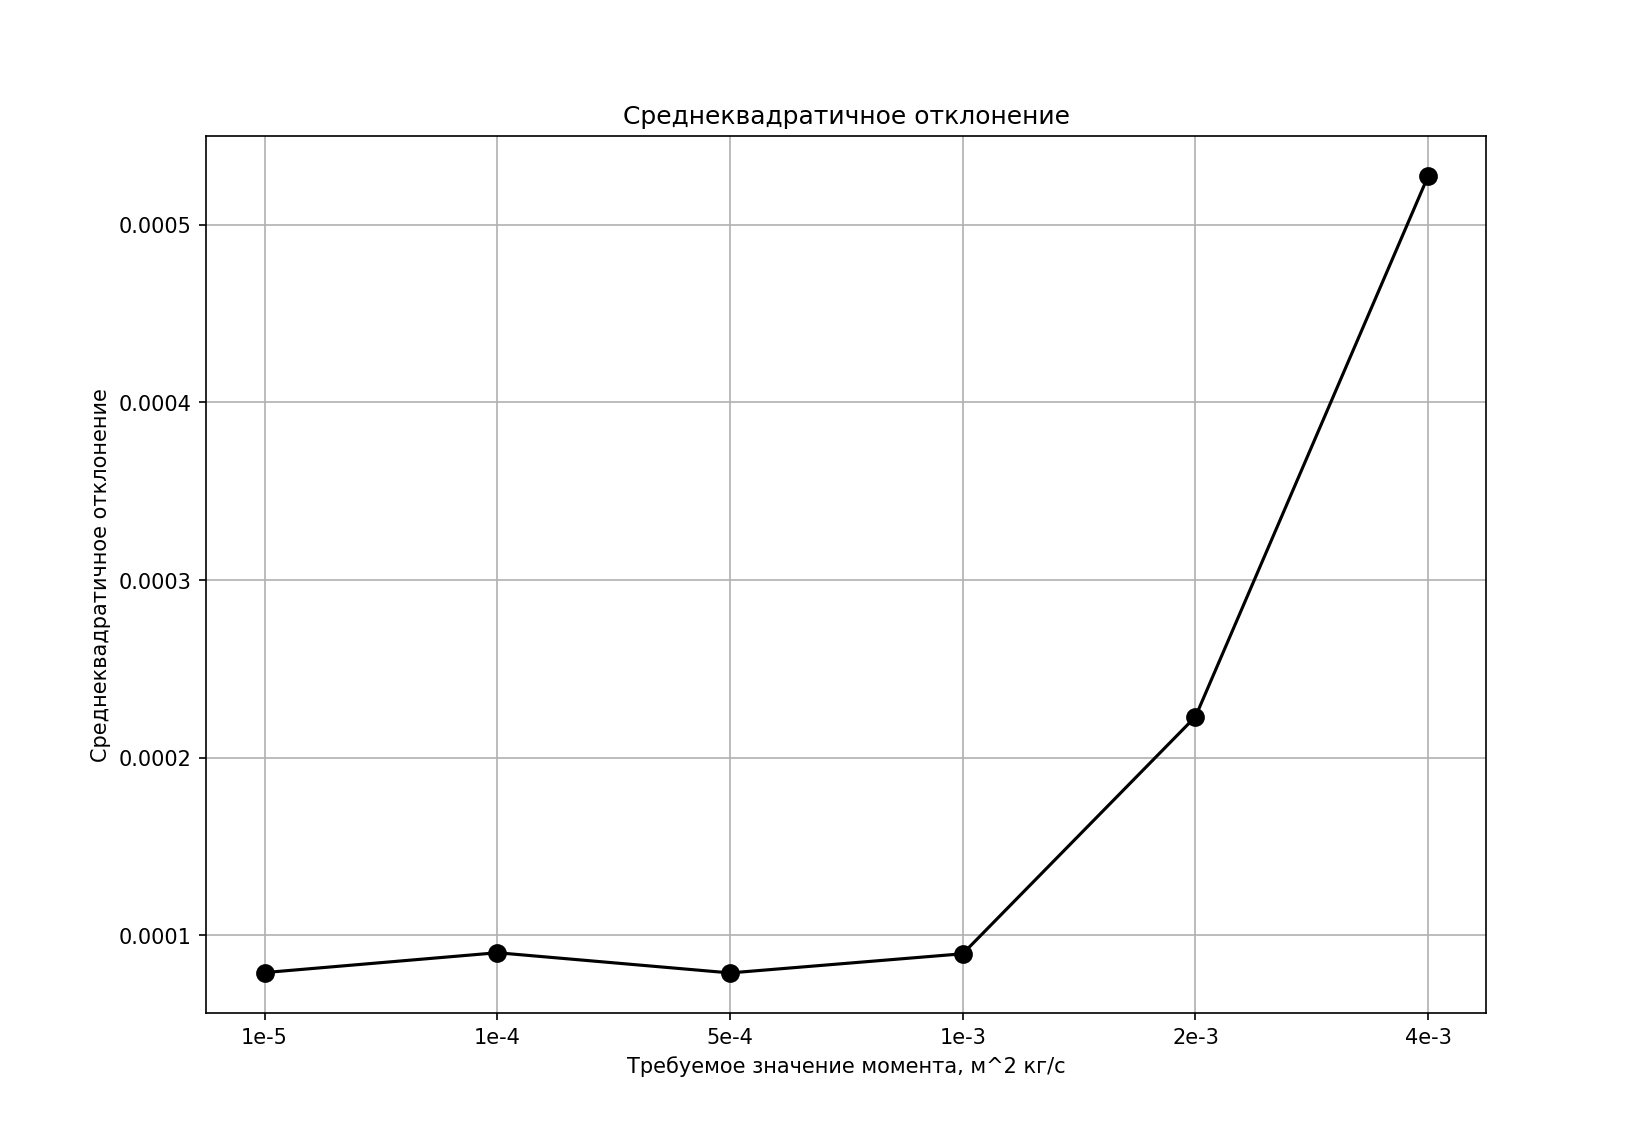 Среднеквадратичное отклонение
Среднеквадратичное отклонение
0.0005
0.0004
0.0003
0.0002
0.0001
1e-5 1e-4 5e-4 1e-3 2e-3 4e-3
Требуемое значение момента, м^2 кг/с